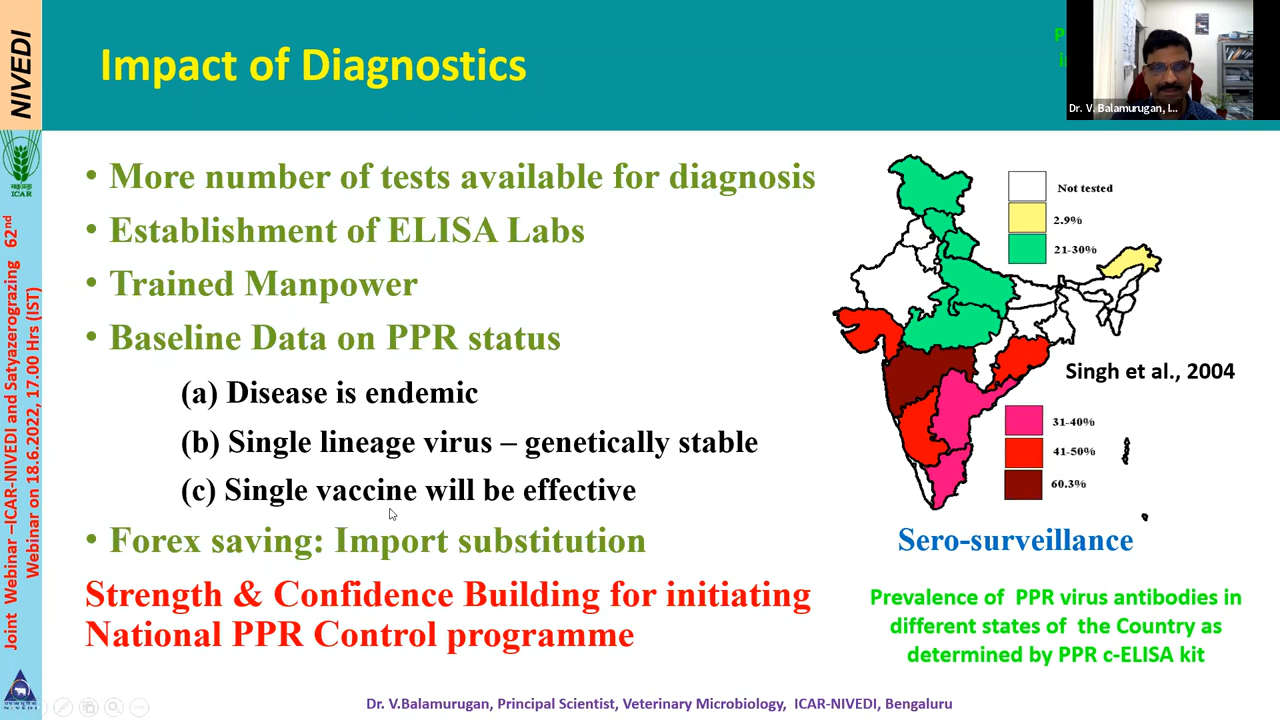 NIVEDI
ICAR
Joint Webinar –ICAR-NIVEDI and Satyazerograzing 62nd
Webinar on 18.6.2022, 17.00 Hrs (IST)
Impact of Diagnostics
P
i
Dr. V. Balamurugan, I...
• More number of tests available for diagnosis
• Establishment of ELISA Labs
• Trained Manpower
• Baseline Data on PPR status
(a) Disease is endemic
(b) Single lineage virus – genetically stable
(c) Single vaccine will be effective
• Forex saving: Import substitution
Strength & Confidence Building for initiating
National PPR Control programme
Not tested
2.9%
21-30%
Singh et al., 2004
31-40%
41-50%
60.3%
Sero-surveillance
Prevalence of PPR virus antibodies in
different states of the Country as
determined by PPR c-ELISA kit
Dr. V.Balamurugan, Principal Scientist, Veterinary Microbiology, ICAR-NIVEDI, Bengaluru